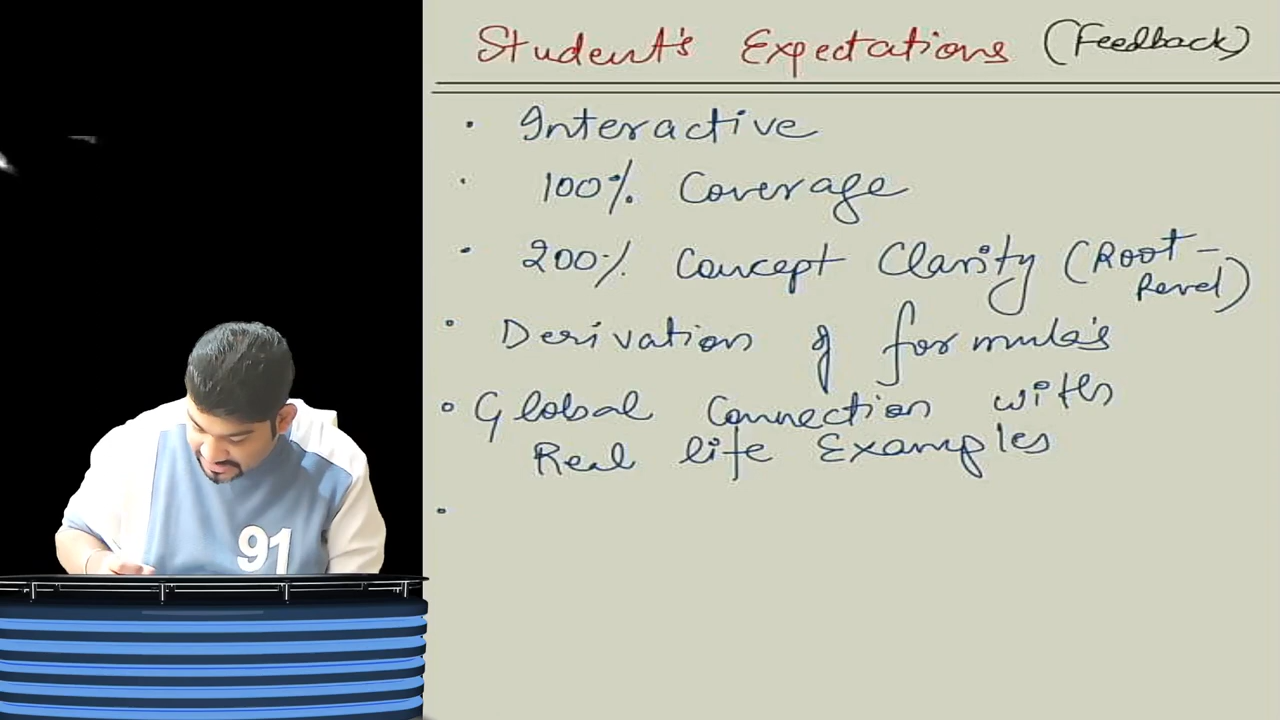 Student's Expectations (Feedback)
• Interactive
• 100% Coverage
• 200% Concept Clarity (Root-
Level)
• Derivation of formula's
• Global Connection with
Real life Examples
•
91